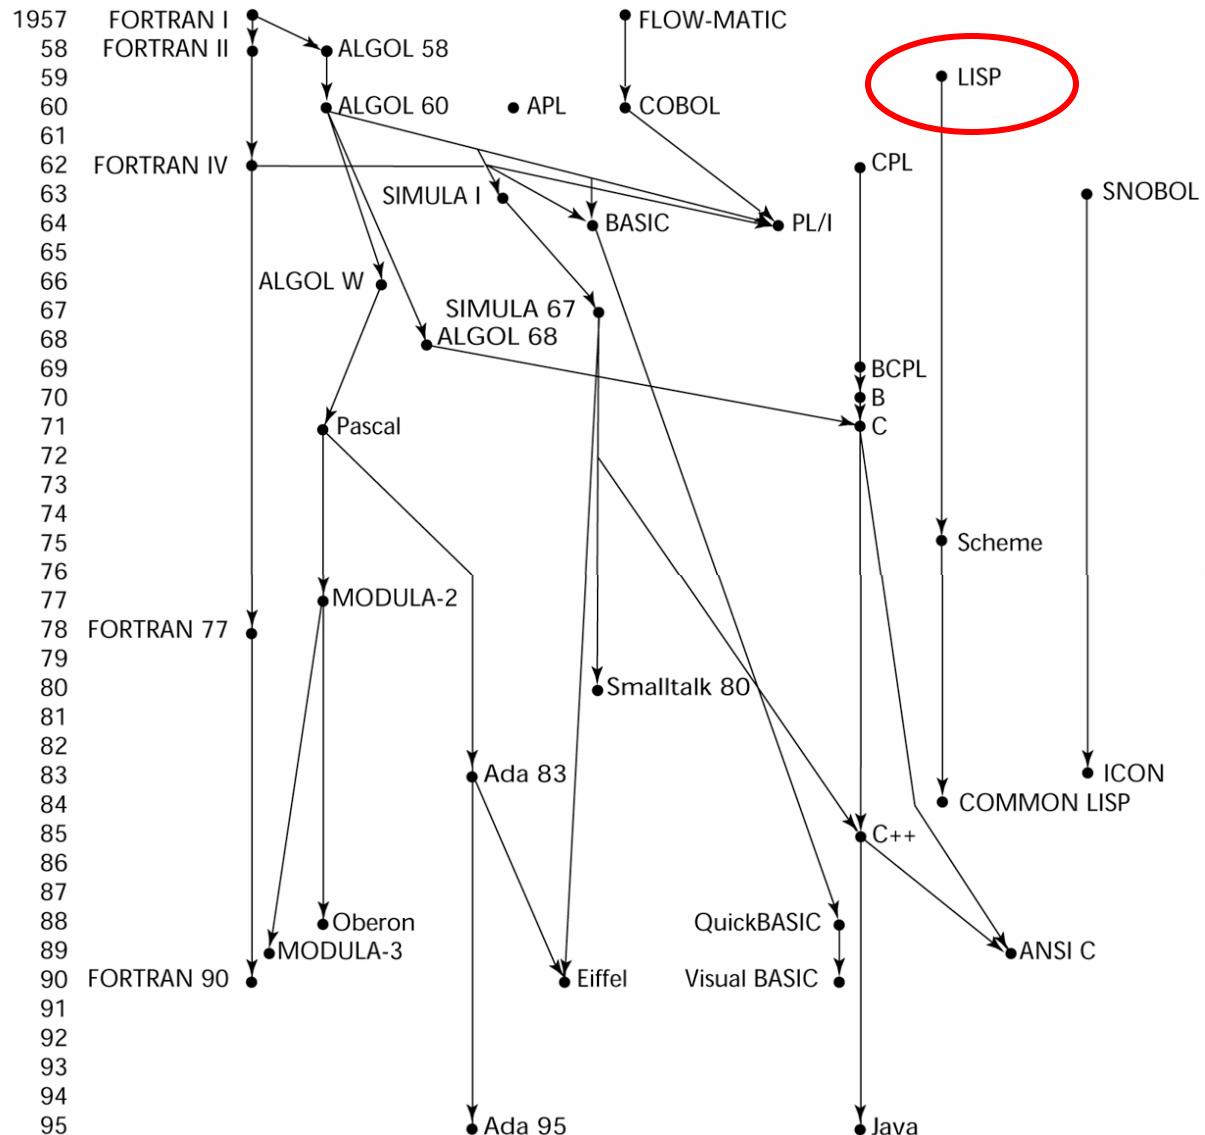 1957 FORTRAN I FLOW-MATIC
58 FORTRAN II ALGOL 58
59 LISP
60 ALGOL 60 APL COBOL
61
62 FORTRAN IV CPL
63 SIMULA I SNOBOL
64 BASIC PL/I
65
66 ALGOL W
67 SIMULA 67
68 ALGOL 68
69 BCPL
70 B
71 Pascal C
72
73
74
75 Scheme
76
77 MODULA-2
78 FORTRAN 77
79
80 Smalltalk 80
81
82
83 Ada 83 ICON
84 COMMON LISP
85 C++
86
87
88 Oberon QuickBASIC
89 MODULA-3 ANSI C
90 FORTRAN 90 Eiffel Visual BASIC
91
92
93
94
95 Ada 95 Java